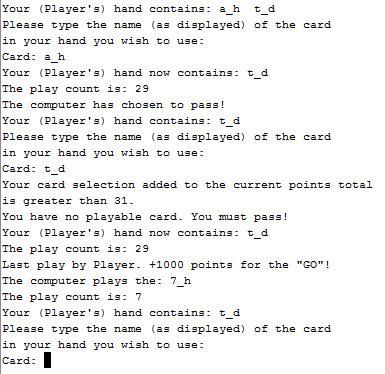 Your (Player's) hand contains: a_h  t_d
Please type the name (as displayed) of the card
in your hand you wish to use:
Card: a_h
Your (Player's) hand now contains: t_d
The play count is: 29
The computer has chosen to pass!
Your (Player's) hand contains: t_d
Please type the name (as displayed) of the card
in your hand you wish to use:
Card: t_d
Your card selection added to the current points total
is greater than 31.
You have no playable card. You must pass!
Your (Player's) hand now contains: t_d
The play count is: 29
Last play by Player. +1000 points for the "GO"!
The computer plays the: 7_h
The play count is: 7
Your (Player's) hand contains: t_d
Please type the name (as displayed) of the card
in your hand you wish to use:
Card: